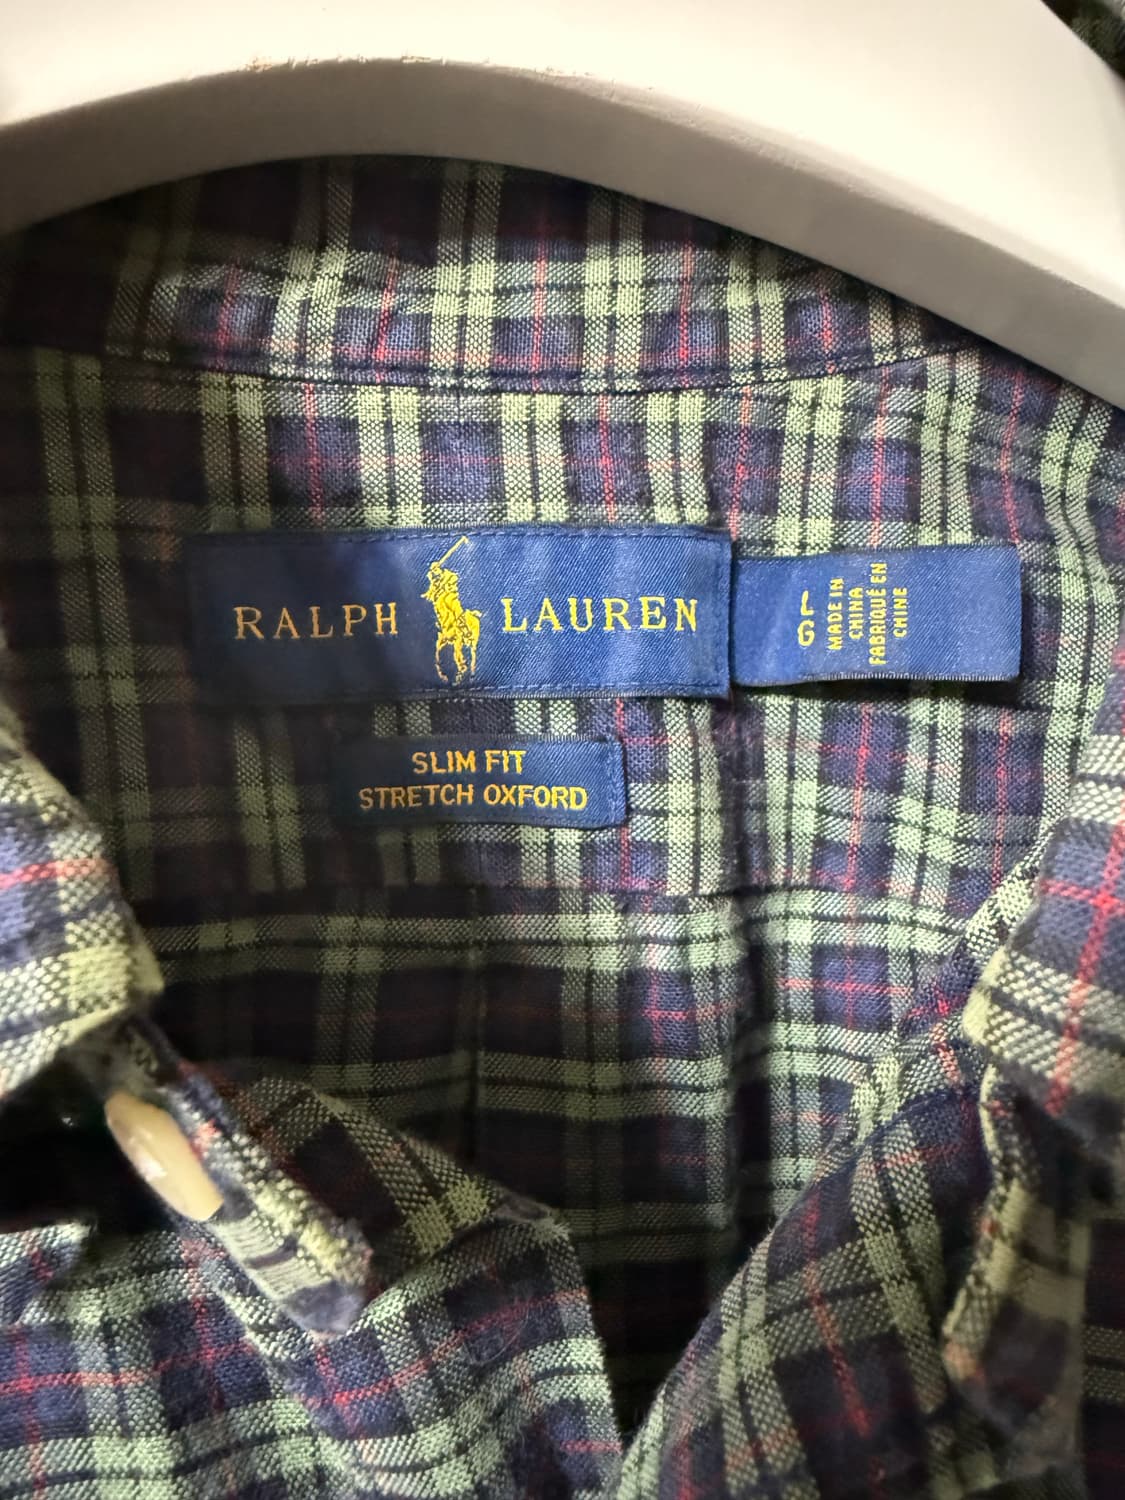 RALPH LAUREN
L
G
MADE IN
CHINA
FABRIQUÉ EN
CHINE
SLIM FIT
STRETCH OXFORD